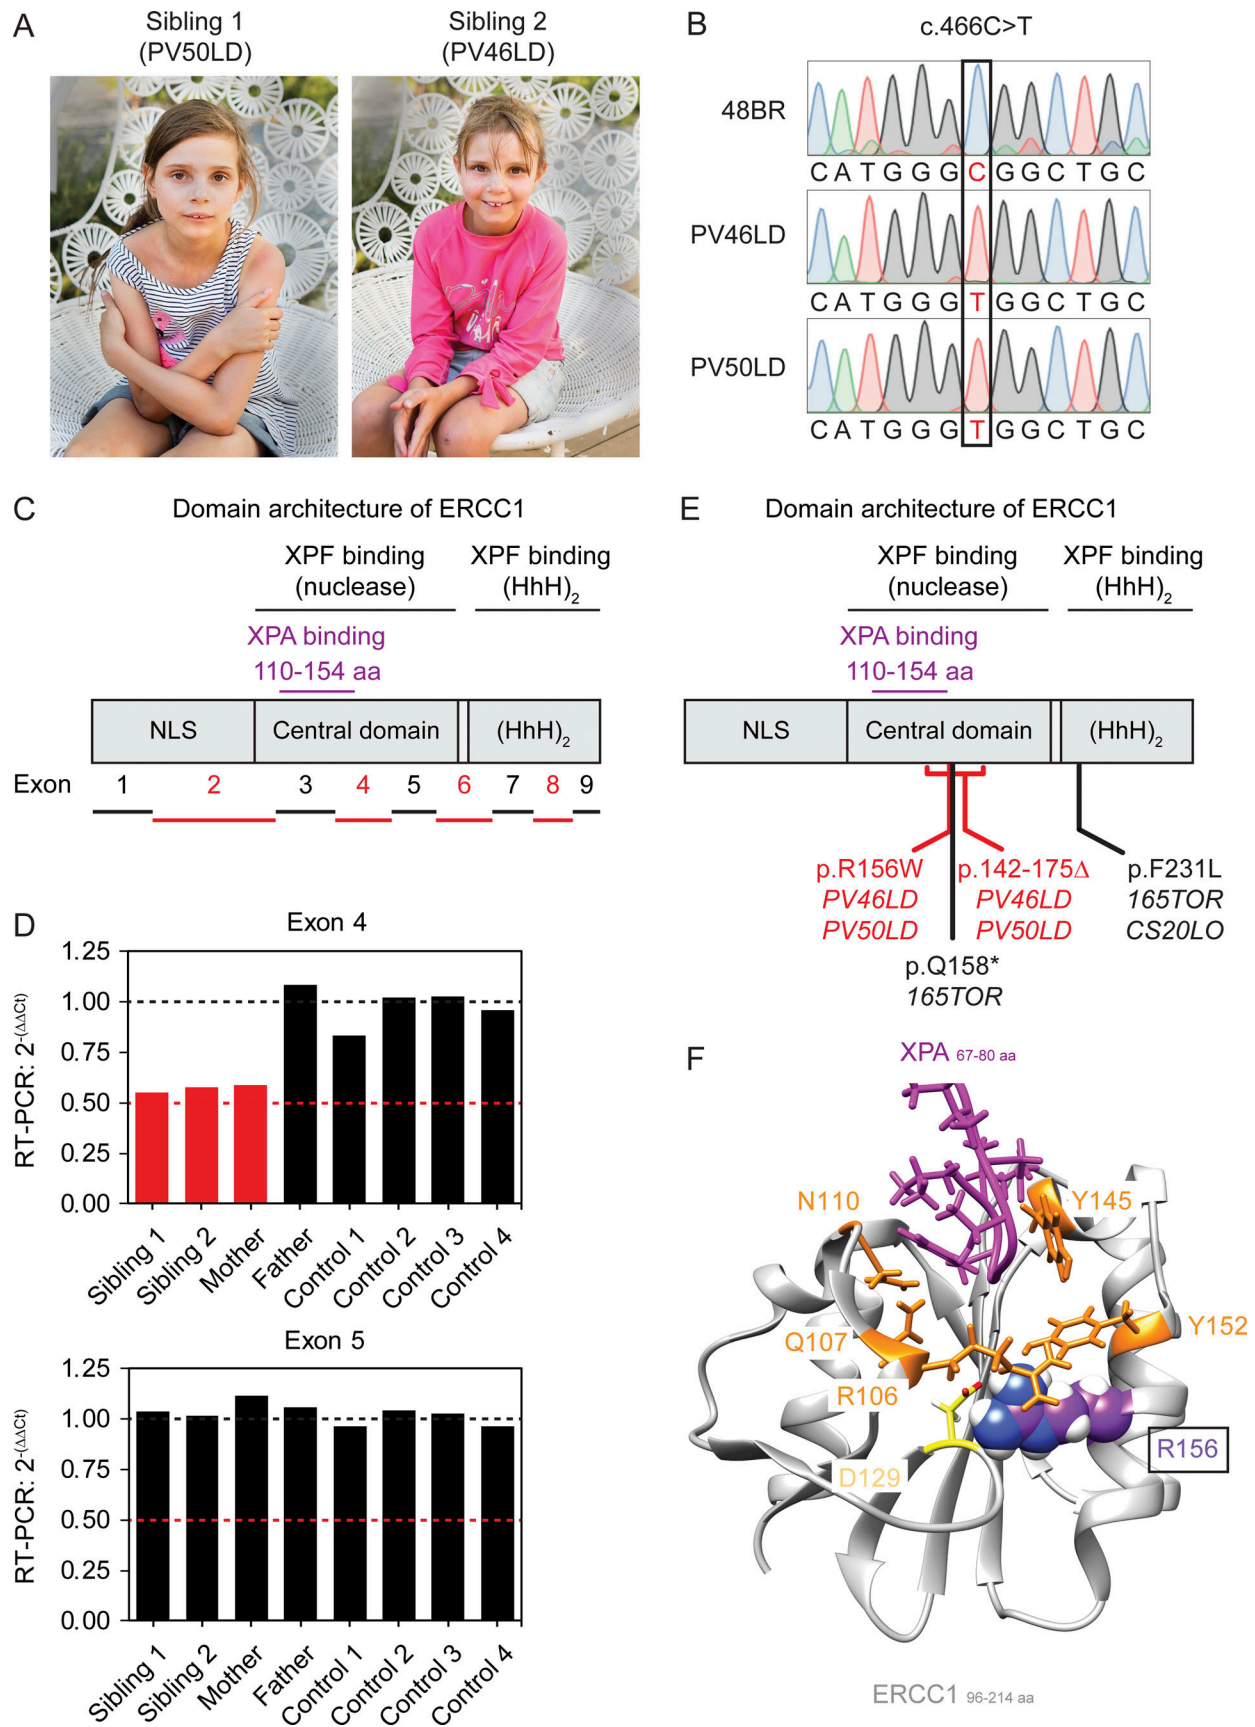 A
Sibling 1
(PV50LD)
Sibling 2
(PV46LD)
B
c.466C>T
48BR
C A T G G G C G G C T G C
PV46LD
C A T G G G T G G C T G C
PV50LD
C A T G G G T G G C T G C
C
Domain architecture of ERCC1
XPF binding
(nuclease)
XPF binding
(HhH)2
XPA binding
110-154 aa
NLS
Central domain
(HhH)2
Exon 1 2 3 4 5 6 7 8 9
E
Domain architecture of ERCC1
XPF binding
(nuclease)
XPF binding
(HhH)2
XPA binding
110-154 aa
NLS
Central domain
(HhH)2
p.R156W
PV46LD
PV50LD
p.142-175Δ
PV46LD
PV50LD
p.F231L
165TOR
CS20LO
p.Q158*
165TOR
D
Exon 4
RT-PCR: 2-(ΔΔCt)
1.25
1.00
0.75
0.50
0.25
0.00
Sibling 1
Sibling 2
Mother
Father
Control 1
Control 2
Control 3
Control 4
Exon 5
RT-PCR: 2-(ΔΔCt)
1.25
1.00
0.75
0.50
0.25
0.00
Sibling 1
Sibling 2
Mother
Father
Control 1
Control 2
Control 3
Control 4
F
XPA 67-80 aa
N110
Y145
Q107
Y152
R106
R156
D129
ERCC1 96-214 aa